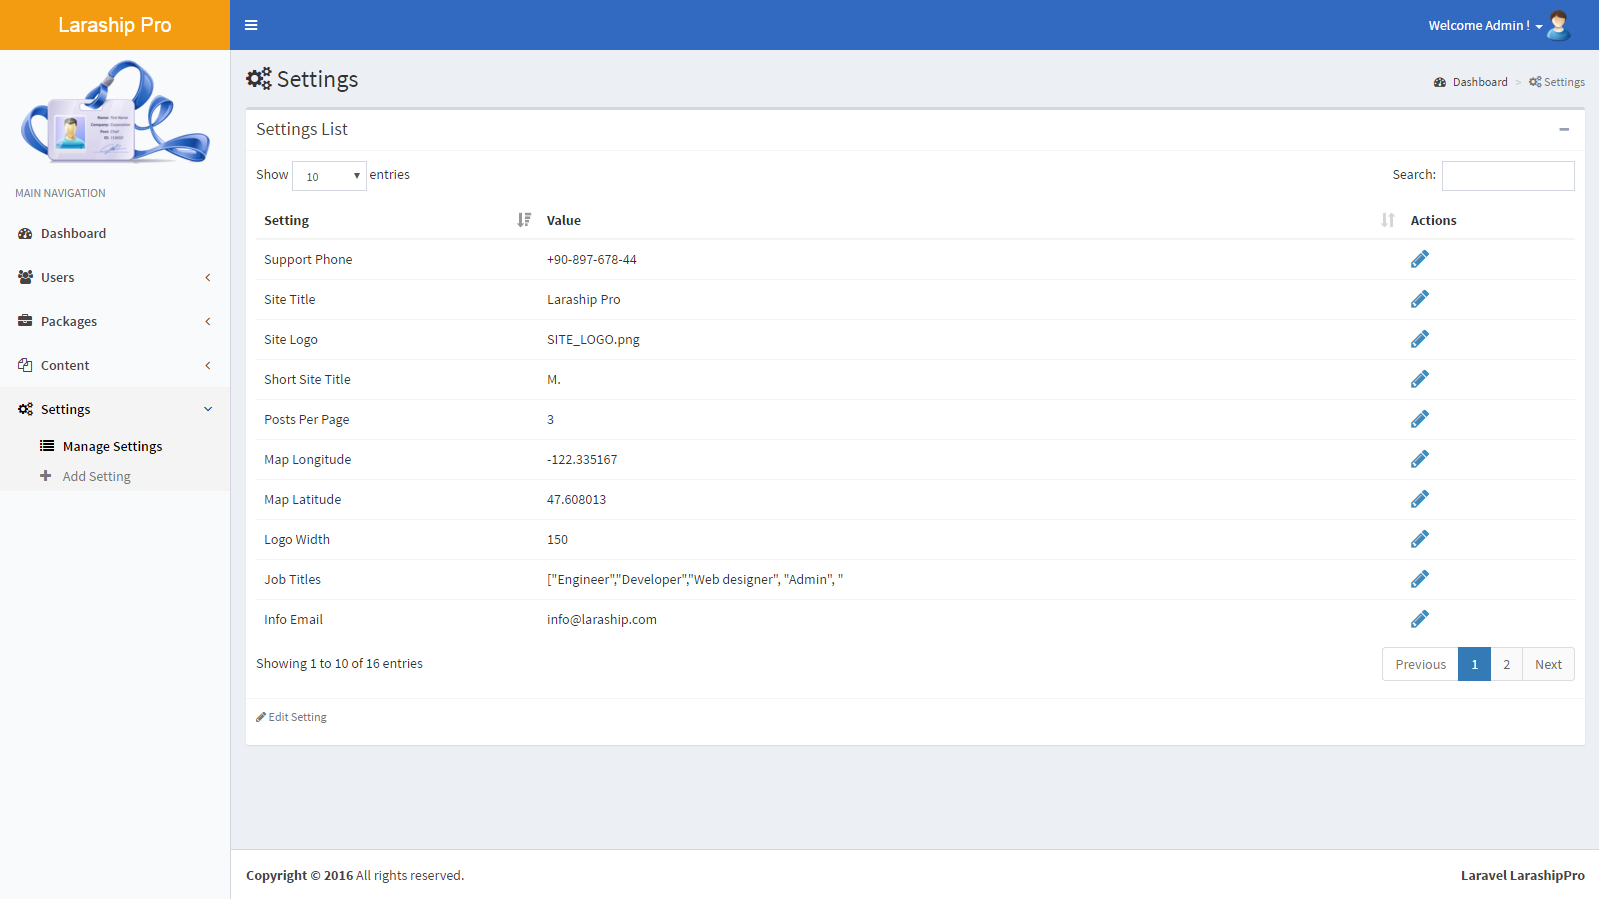 Laraship Pro
Welcome Admin !
Settings
Dashboard > Settings
MAIN NAVIGATION
Dashboard
Users
Packages
Content
Settings
Manage Settings
Add Setting
Settings List
Show 10 entries
Search:
Setting Value Actions
Support Phone +90-897-678-44
Site Title Laraship Pro
Site Logo SITE_LOGO.png
Short Site Title M.
Posts Per Page 3
Map Longitude -122.335167
Map Latitude 47.608013
Logo Width 150
Job Titles ["Engineer","Developer","Web designer", "Admin", "
Info Email info@laraship.com
Showing 1 to 10 of 16 entries
Previous 1 2 Next
Edit Setting
Copyright © 2016 All rights reserved.
Laravel LarashipPro